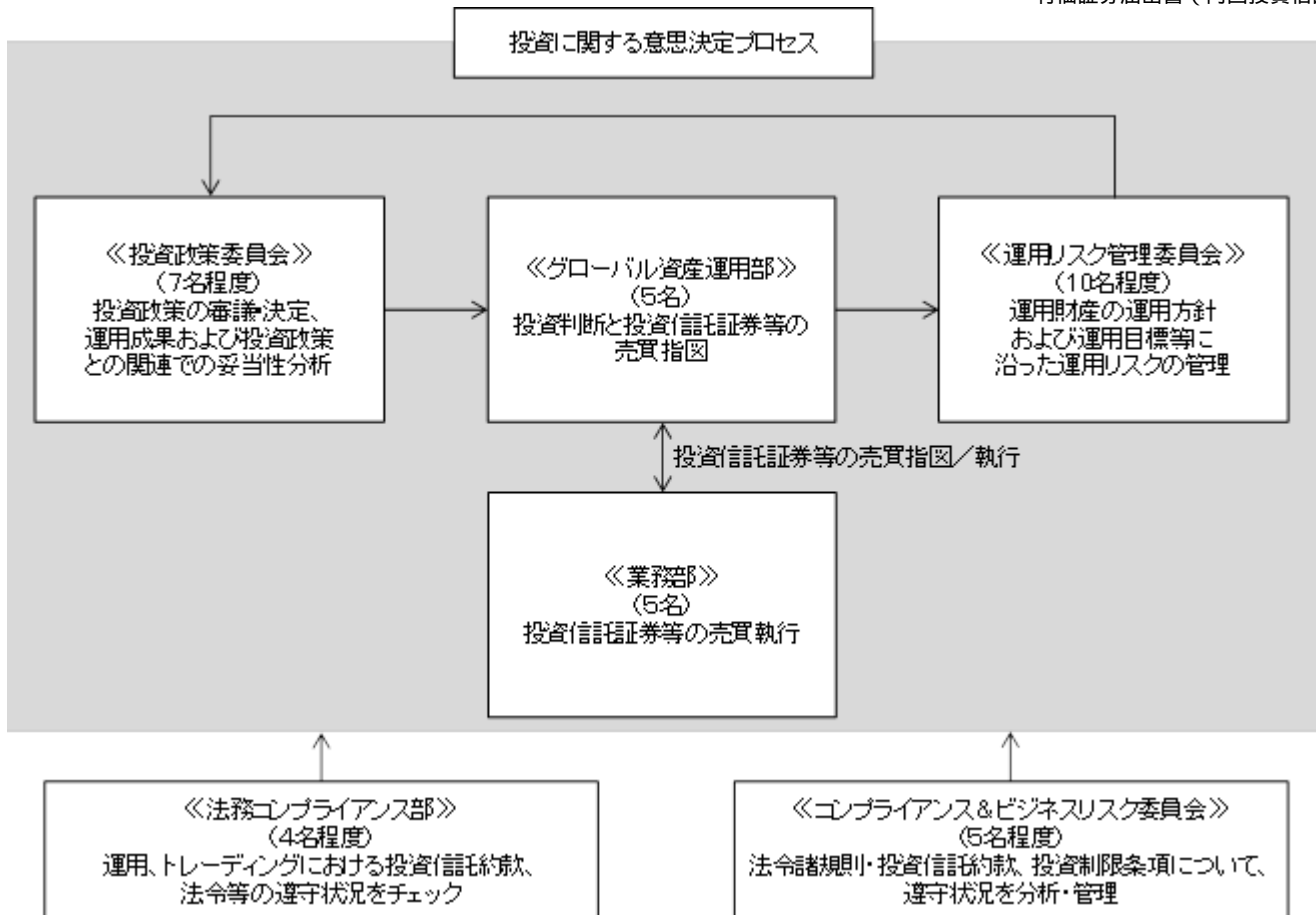 投資に関する意思決定プロセス
≪投資政策委員会≫
(7名程度)
投資政策の審議・決定、
運用成果および投資政策
との関連での妥当性分析
≪グローバル資産運用部≫
(5名)
投資判断と投資信託証券等の
売買指図
≪運用リスク管理委員会≫
(10名程度)
運用財産の運用方針
および運用目標等に
沿った運用リスクの管理
投資信託証券等の売買指図／執行
≪業務部≫
(5名)
投資信託証券等の売買執行
≪法務コンプライアンス部≫
(4名程度)
運用、トレーディングにおける投資信託約款、
法令等の遵守状況をチェック
≪コンプライアンス＆ビジネスリスク委員会≫
(5名程度)
法令諸規則・投資信託約款、投資制限条項について、
遵守状況を分析・管理